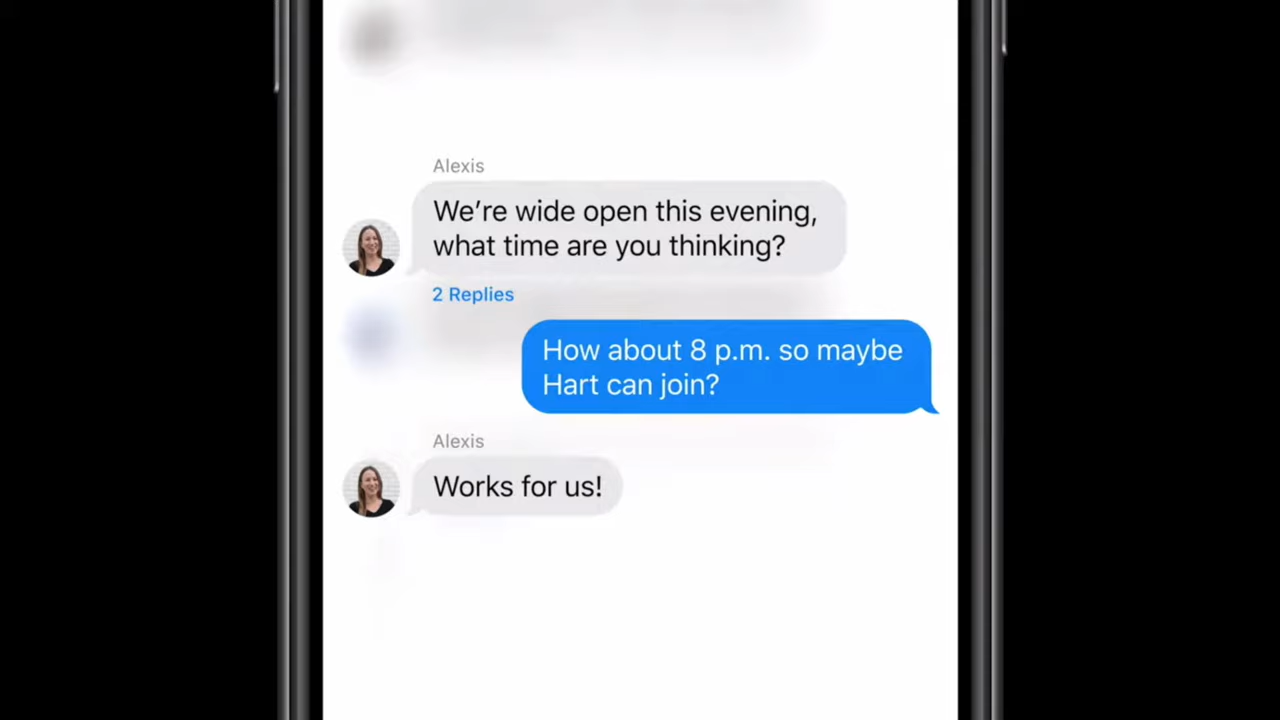 Alexis
We're wide open this evening,
what time are you thinking?
2 Replies
How about 8 p.m. so maybe
Hart can join?
Alexis
Works for us!